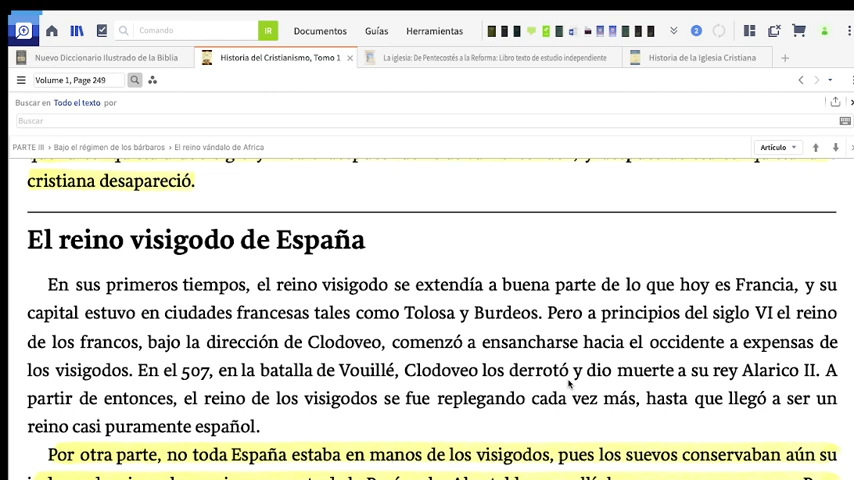 Comando
IR
Documentos
Guías
Herramientas
Nuevo Diccionario Ilustrado de la Biblia
Historia del Cristianismo, Tomo 1
La iglesia: De Pentecostés a la Reforma: Libro texto de estudio independiente
Historia de la Iglesia Cristiana
Volume 1, Page 249
Buscar en Todo el texto por
Buscar
PARTE III › Bajo el régimen de los bárbaros › El reino vándalo de Africa
Artículo
cristiana desapareció.
El reino visigodo de España
En sus primeros tiempos, el reino visigodo se extendía a buena parte de lo que hoy es Francia, y su
capital estuvo en ciudades francesas tales como Tolosa y Burdeos. Pero a principios del siglo VI el reino
de los francos, bajo la dirección de Clodoveo, comenzó a ensancharse hacia el occidente a expensas de
los visigodos. En el 507, en la batalla de Vouillé, Clodoveo los derrotó y dio muerte a su rey Alarico II. A
partir de entonces, el reino de los visigodos se fue replegando cada vez más, hasta que llegó a ser un
reino casi puramente español.
Por otra parte, no toda España estaba en manos de los visigodos, pues los suevos conservaban aún su